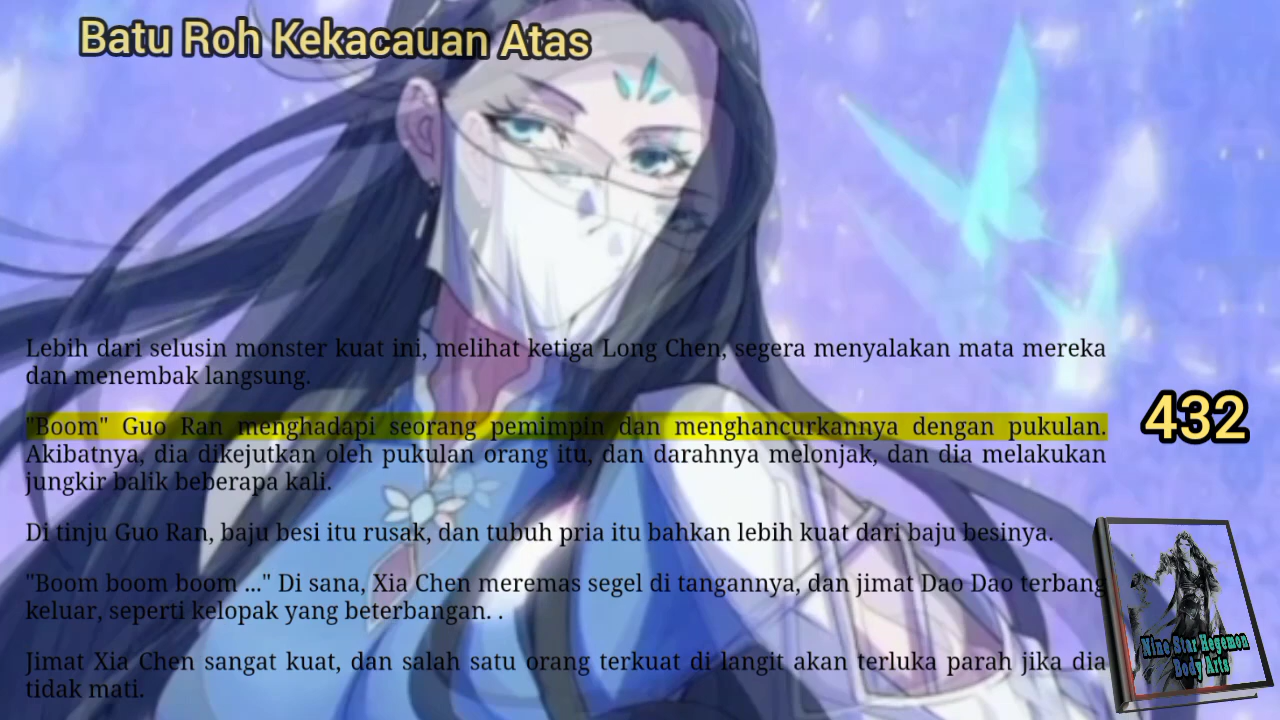 Batu Roh Kekacauan Atas
Lebih dari selusin monster kuat ini, melihat ketiga Long Chen, segera menyalakan mata mereka
dan menembak langsung.
"Boom" Guo Ran menghadapi seorang pemimpin dan menghancurkannya dengan pukulan.
Akibatnya, dia dikejutkan oleh pukulan orang itu, dan darahnya melonjak, dan dia melakukan
jungkir balik beberapa kali.
432
Di tinju Guo Ran, baju besi itu rusak, dan tubuh pria itu bahkan lebih kuat dari baju besinya.
"Boom boom boom ..." Di sana, Xia Chen meremas segel di tangannya, dan jimat Dao Dao terbang
keluar, seperti kelopak yang beterbangan. .
Jimat Xia Chen sangat kuat, dan salah satu orang terkuat di langit akan terluka parah jika dia
tidak mati.
Nine Star Hegemon
Body Arts